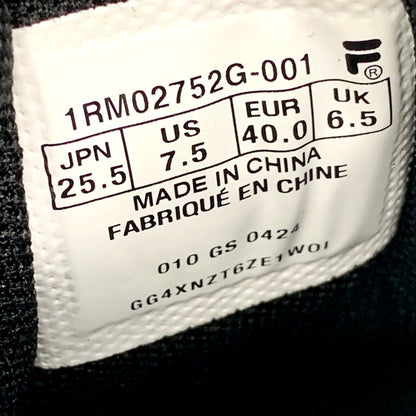 1RM02752G-001
F®
JPN US EUR UK
25.5 7.5 40.0 6.5
MADE IN CHINA
FABRIQUÉ EN CHINE
010 GS 0424
GG4XNZT6ZE1WOI